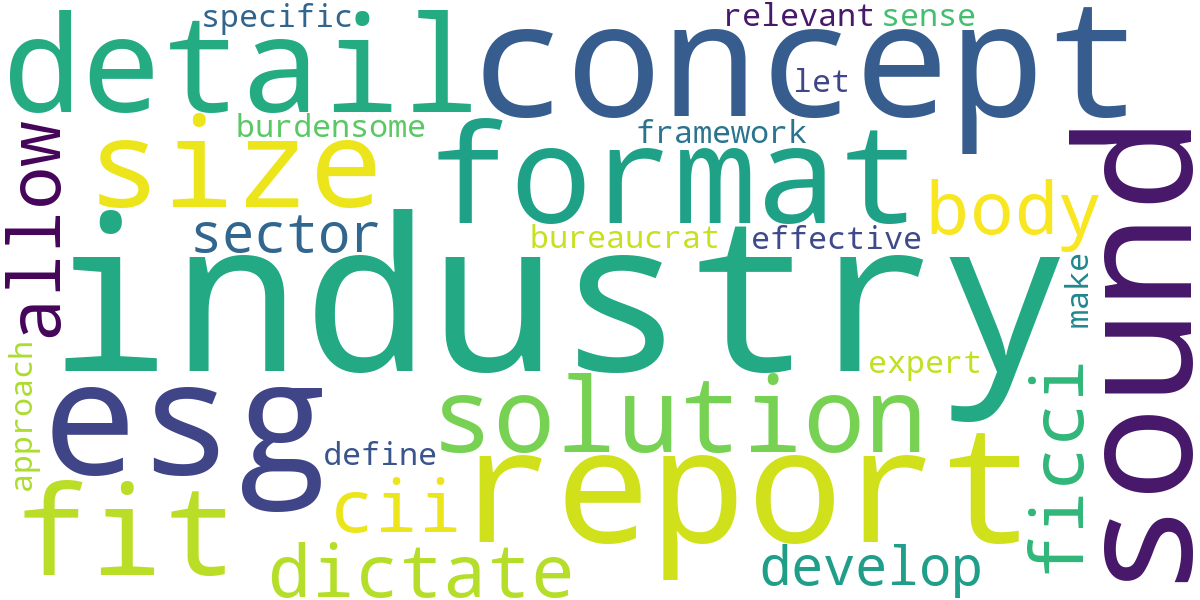 specific
relevant
sense
detail
concept
let
burdensome
framework
allow
size
format
sound
body
sector
bureaucrat
effective
industry
make
expert
approach
esg
solution
ficci
define
report
fit
cii
dictate
develop